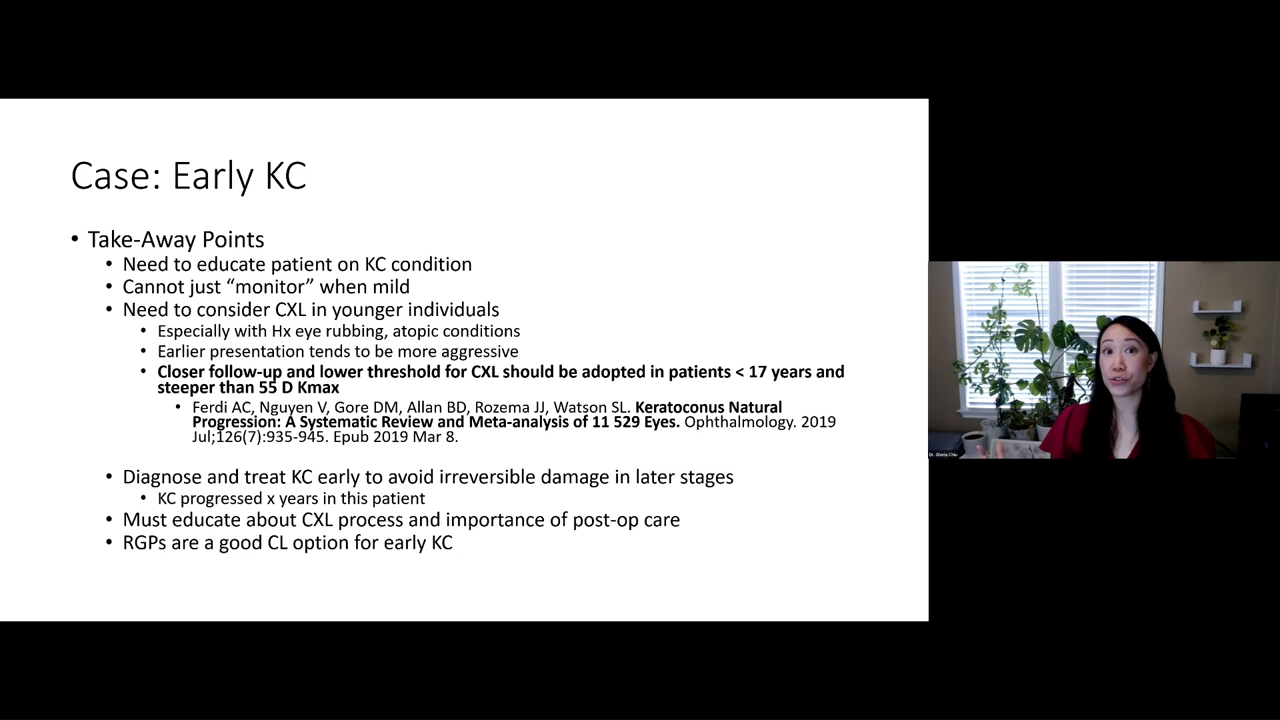 Case: Early KC
• Take-Away Points
• Need to educate patient on KC condition
• Cannot just “monitor” when mild
• Need to consider CXL in younger individuals
• Especially with Hx eye rubbing, atopic conditions
• Earlier presentation tends to be more aggressive
• Closer follow-up and lower threshold for CXL should be adopted in patients < 17 years and
steeper than 55 D Kmax
• Ferdi AC, Nguyen V, Gore DM, Allan BD, Rozema JJ, Watson SL. Keratoconus Natural
Progression: A Systematic Review and Meta-analysis of 11 529 Eyes. Ophthalmology. 2019
Jul;126(7):935-945. Epub 2019 Mar 8.
• Diagnose and treat KC early to avoid irreversible damage in later stages
• KC progressed x years in this patient
• Must educate about CXL process and importance of post-op care
• RGPs are a good CL option for early KC
Dr. Gloria Chiu